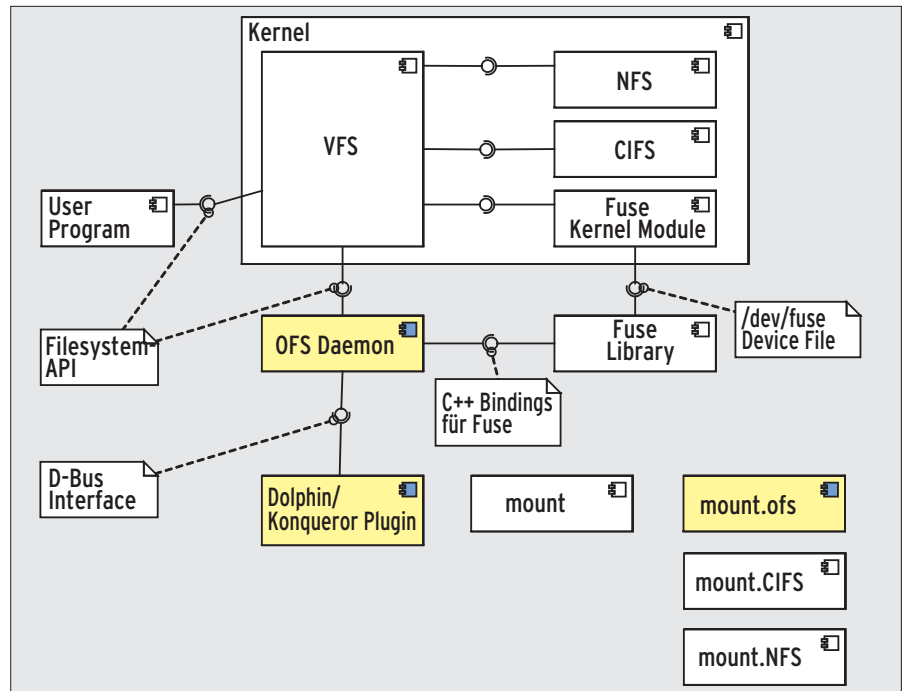 Kernel
VFS
NFS
CIFS
Fuse
Kernel Module
User
Program
Filesystem-
API
OFS Daemon
Fuse
Library
/dev/fuse
Device File
C++ Bindings
für Fuse
D-Bus
Interface
Dolphin/
Konqueror Plugin
mount
mount.ofs
mount.CIFS
mount.NFS